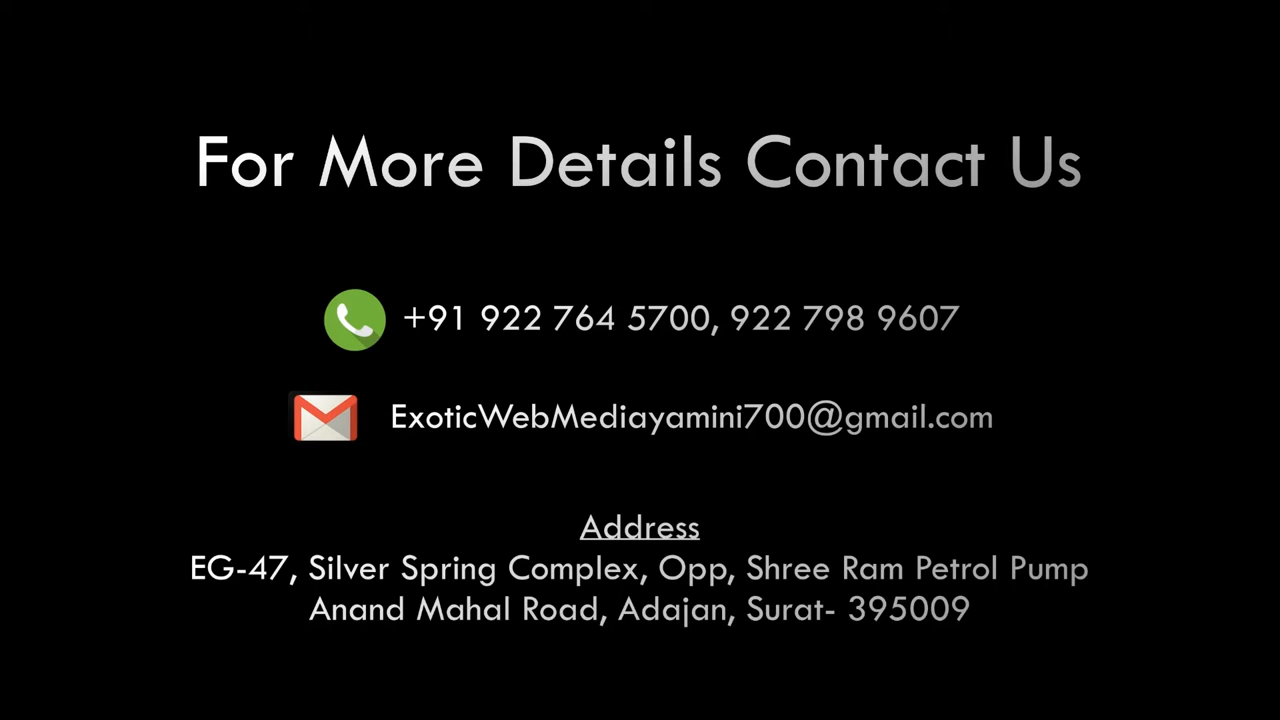 For More Details Contact Us
+91 922 764 5700, 922 798 9607
ExoticWebMediayamini700@gmail.com
Address
EG-47, Silver Spring Complex, Opp, Shree Ram Petrol Pump
Anand Mahal Road, Adajan, Surat- 395009